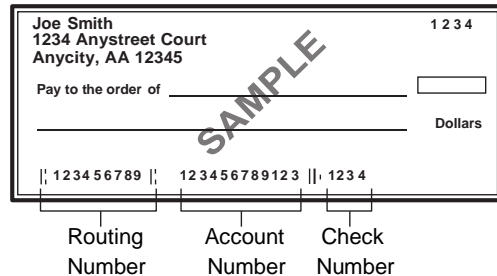 Joe Smith 1234
1234 Anystreet Court
Anycity, AA 12345
Pay to the order of
SAMPLE
Dollars
123456789 123456789123 1234
Routing Account Check
Number Number Number